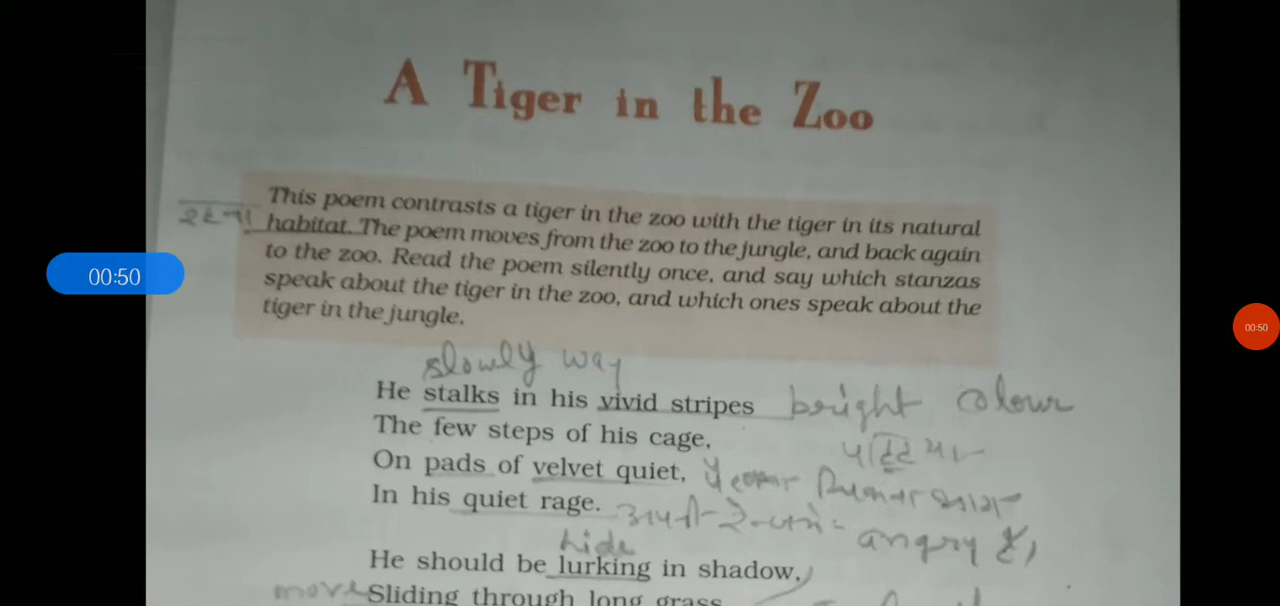 A Tiger in the Zoo
This poem contrasts a tiger in the zoo with the tiger in its natural
habitat. The poem moves from the zoo to the jungle, and back again
to the zoo. Read the poem silently once, and say which stanzas
speak about the tiger in the zoo, and which ones speak about the
tiger in the jungle.
00:50
00:50
slowly way
He stalks in his vivid stripes bright colour
The few steps of his cage,
On pads of velvet quiet,
In his quiet rage. angry है,
hide
He should be lurking in shadow,
move Sliding through long grass